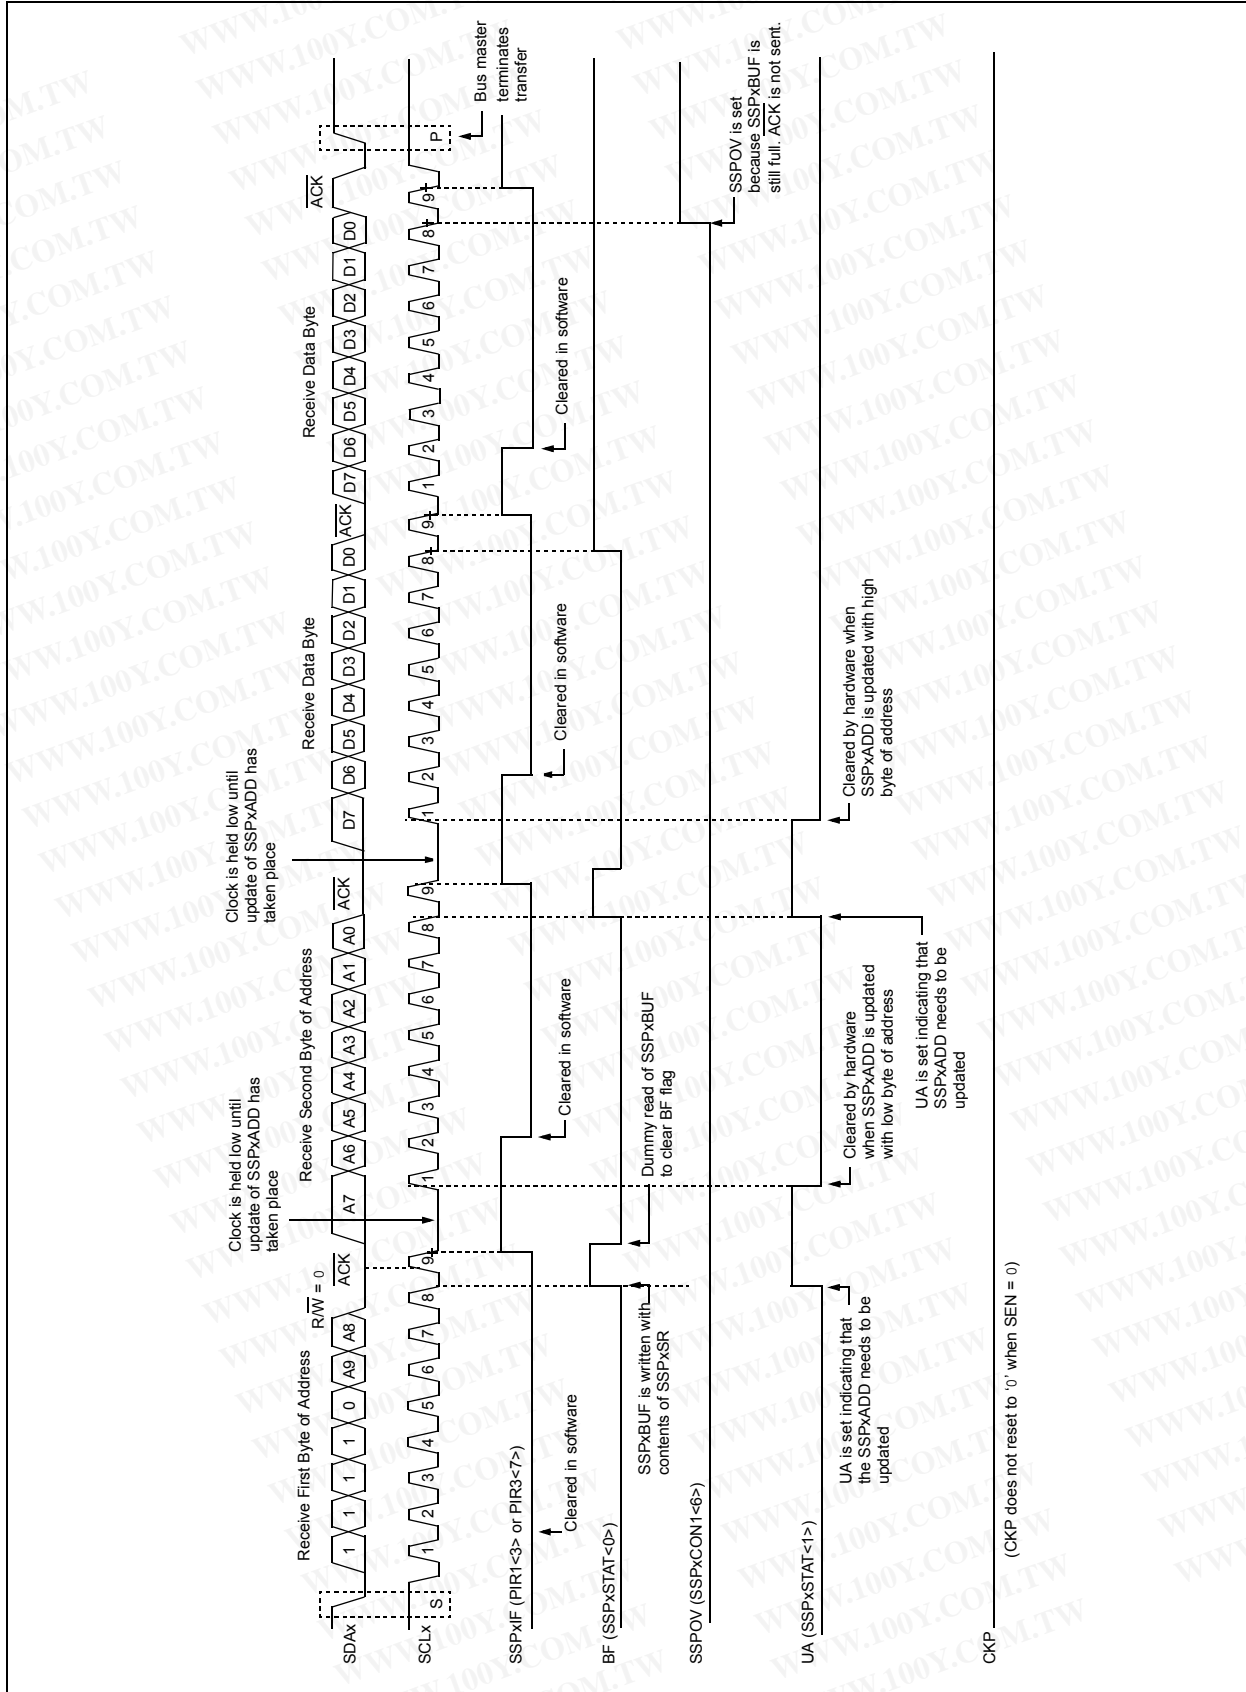 SDAx
SCLx
S
Receive First Byte of Address
R/W = 0
1 1 1 1 0 A9 A8
ACK
1 2 3 4 5 6 7 8 9
Clock is held low until
update of SSPxADD has
taken place
Receive Second Byte of Address
A7 A6 A5 A4 A3 A2 A1 A0
ACK
1 2 3 4 5 6 7 8 9
Clock is held low until
update of SSPxADD has
taken place
Receive Data Byte
D7 D6 D5 D4 D3 D2 D1 D0
ACK
1 2 3 4 5 6 7 8 9
Receive Data Byte
D7 D6 D5 D4 D3 D2 D1 D0
ACK
1 2 3 4 5 6 7 8 9
P
Bus master
terminates
transfer
SSPxIF (PIR1<3> or PIR3<7>)
Cleared in software
Cleared in software
Cleared in software
Cleared in software
BF (SSPxSTAT<0>)
SSPxBUF is written with
contents of SSPxSR
Dummy read of SSPxBUF
to clear BF flag
SSPOV (SSPxCON1<6>)
SSPOV is set
because SSPxBUF is
still full. ACK is not sent.
UA (SSPxSTAT<1>)
UA is set indicating that
the SSPxADD needs to be
updated
Cleared by hardware
when SSPxADD is updated
with low byte of address
UA is set indicating that
SSPxADD needs to be
updated
Cleared by hardware when
SSPxADD is updated with high
byte of address
CKP
(CKP does not reset to ‘0’ when SEN = 0)
WWW.100Y.COM.TW